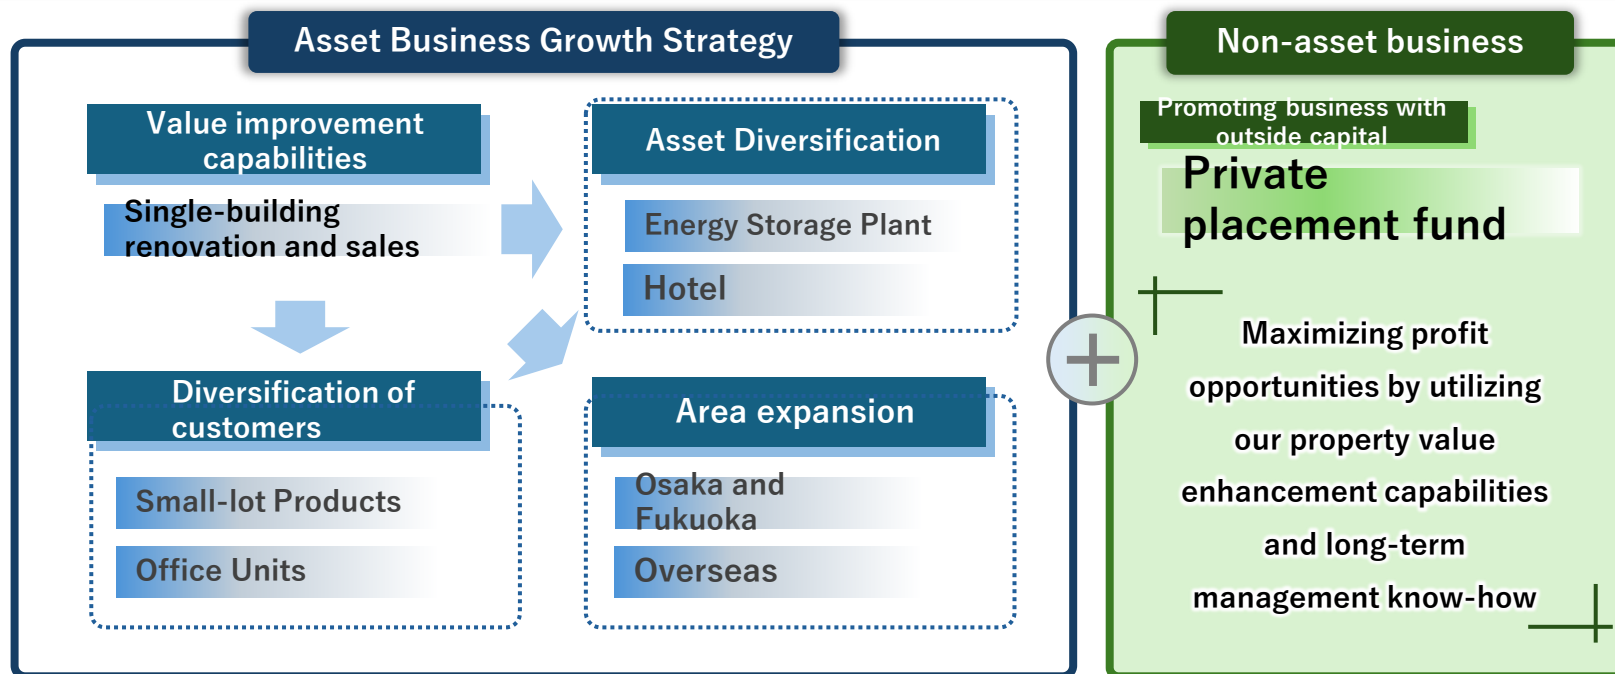 Asset Business Growth Strategy
Value improvement
capabilities
Single-building
renovation and sales
Asset Diversification
Energy Storage Plant
Hotel
Diversification of
customers
Small-lot Products
Office Units
Area expansion
Osaka and
Fukuoka
Overseas
Non-asset business
Promoting business with
outside capital
Private
placement fund
Maximizing profit
opportunities by utilizing
our property value
enhancement capabilities
and long-term
management know-how